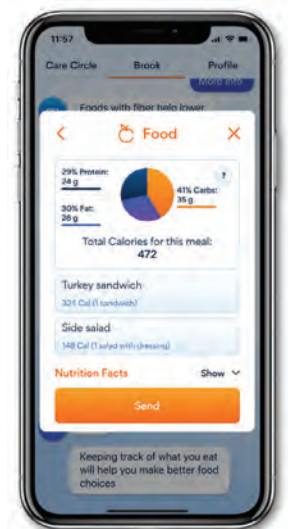 11:57
Care Circle Brook Profile
More info
Foods with fiber help lower
Food
29% Protein:
24 g
?
41% Carbs:
35 g
30% Fat:
26 g
Total Calories for this meal:
472
Turkey sandwich
324 Cal (1 sandwich)
Side salad
148 Cal (1 salad with dressing)
Nutrition Facts Show
Send
Keeping track of what you eat
will help you make better food
choices